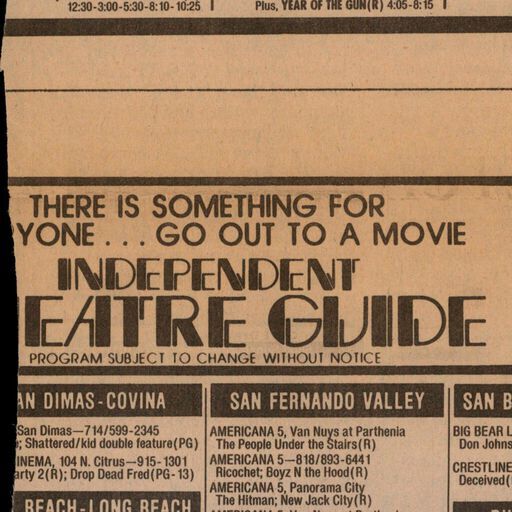 12:30-3:00-5:30-8:10-10:25
Plus, YEAR OF THE GUN(R) 4:05-8:15
THERE IS SOMETHING FOR
YONE... GO OUT TO A MOVIE
INDEPENDENT
EATRE GUIDE
PROGRAM SUBJECT TO CHANGE WITHOUT NOTICE
AN DIMAS-COVINA
San Dimas—714/599-2345
; Shattered/kid double feature(PG)
INEMA, 104 N. Citrus—915-1301
arty 2(R); Drop Dead Fred(PG-13)
BEACH-LONG BEACH
SAN FERNANDO VALLEY
AMERICANA 5, Van Nuys at Parthenia
The People Under the Stairs(R)
AMERICANA 5—818/893-6441
Ricochet; Boyz N the Hood(R)
AMERICANA 5, Panorama City
The Hitman; New Jack City(R)
SAN B
BIG BEAR L
Don Johns
CRESTLINE
Deceived(